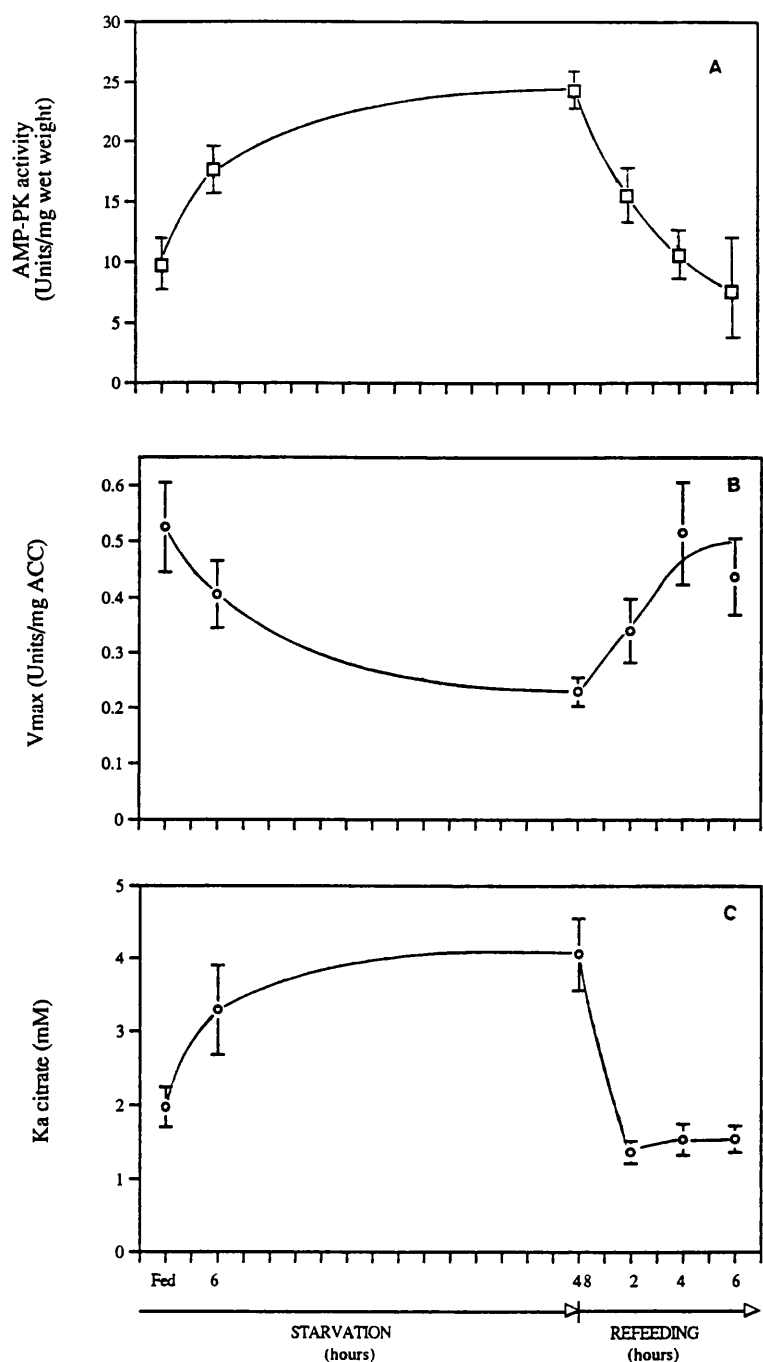 A
AMP-PK activity
(Units/mg wet weight)
30
25
20
15
10
5
0
B
Vmax (Units/mg ACC)
0.6
0.5
0.4
0.3
0.2
0.1
0
C
Ka citrate (mM)
5
4
3
2
1
0
Fed 6 48 2 4 6
STARVATION REFEEDING
(hours) (hours)